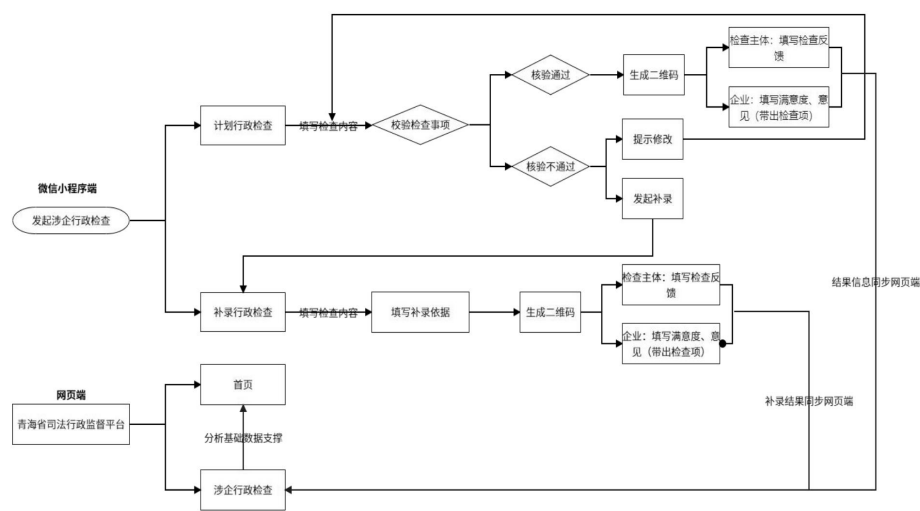 检查主体：填写检查反
馈
核验通过
生成二维码
企业：填写满意度、意
见（带出检查项）
计划行政检查
填写检查内容
校验检查事项
提示修改
核验不通过
微信小程序端
发起涉企行政检查
发起补录
检查主体：填写检查反
馈
结果信息同步网页端
补录行政检查
填写检查内容
填写补录依据
生成二维码
企业：填写满意度、意
见（带出检查项）
首页
网页端
青海省司法行政监督平台
补录结果同步网页端
分析基础数据支撑
涉企行政检查